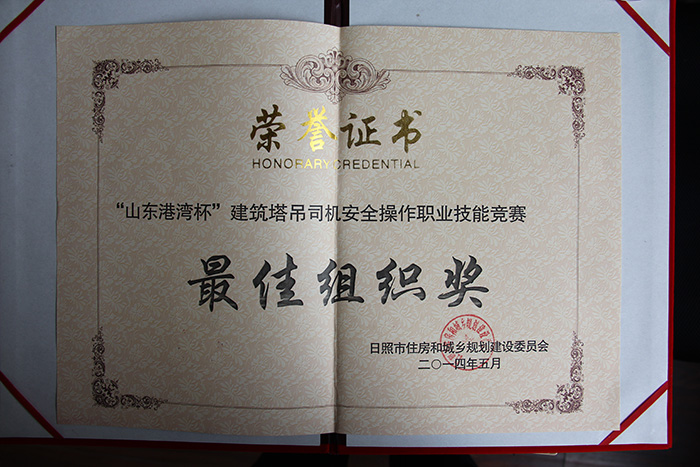 荣誉证书
HONORARY CREDENTIAL
“山东港湾杯”建筑塔吊司机安全操作职业技能竞赛
最佳组织奖
日照市住房和城乡规划建设委员会
二〇一四年五月